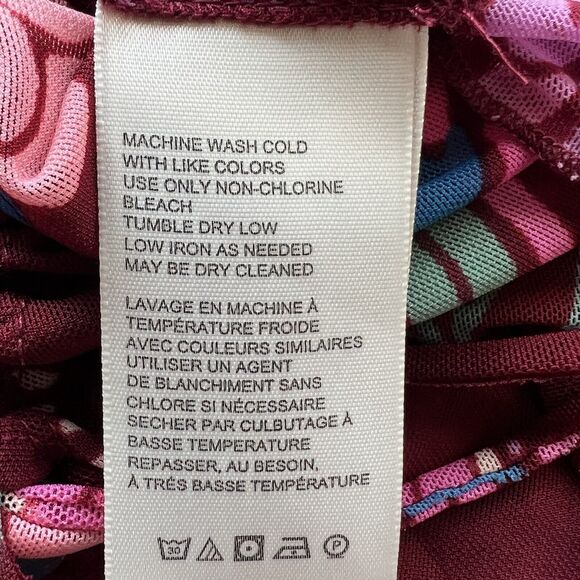 MACHINE WASH COLD
WITH LIKE COLORS
USE ONLY NON-CHLORINE
BLEACH
TUMBLE DRY LOW
LOW IRON AS NEEDED
MAY BE DRY CLEANED
LAVAGE EN MACHINE À
TEMPÉRATURE FROIDE
AVEC COULEURS SIMILAIRES
UTILISER UN AGENT
DE BLANCHIMENT SANS
CHLORE SI NÉCESSAIRE
SECHER PAR CULBUTAGE À
BASSE TEMPERATURE
REPASSER, AU BESOIN,
À TRÉS BASSE TEMPÉRATURE
30 P